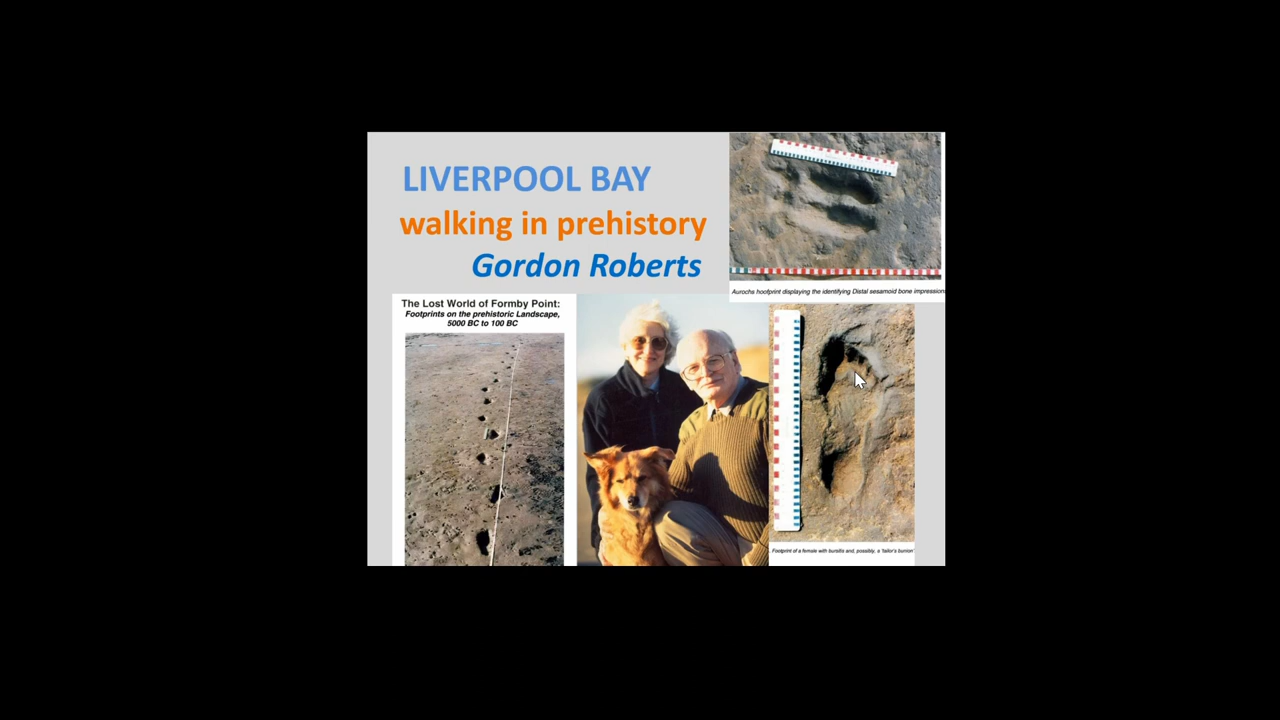 LIVERPOOL BAY
walking in prehistory
Gordon Roberts
Aurochs hoofprint displaying the identifying Distal sesamoid bone impression
The Lost World of Formby Point:
Footprints on the prehistoric Landscape,
5000 BC to 100 BC
Footprint of a female with bursitis and, possibly, a 'tailor's bunion'